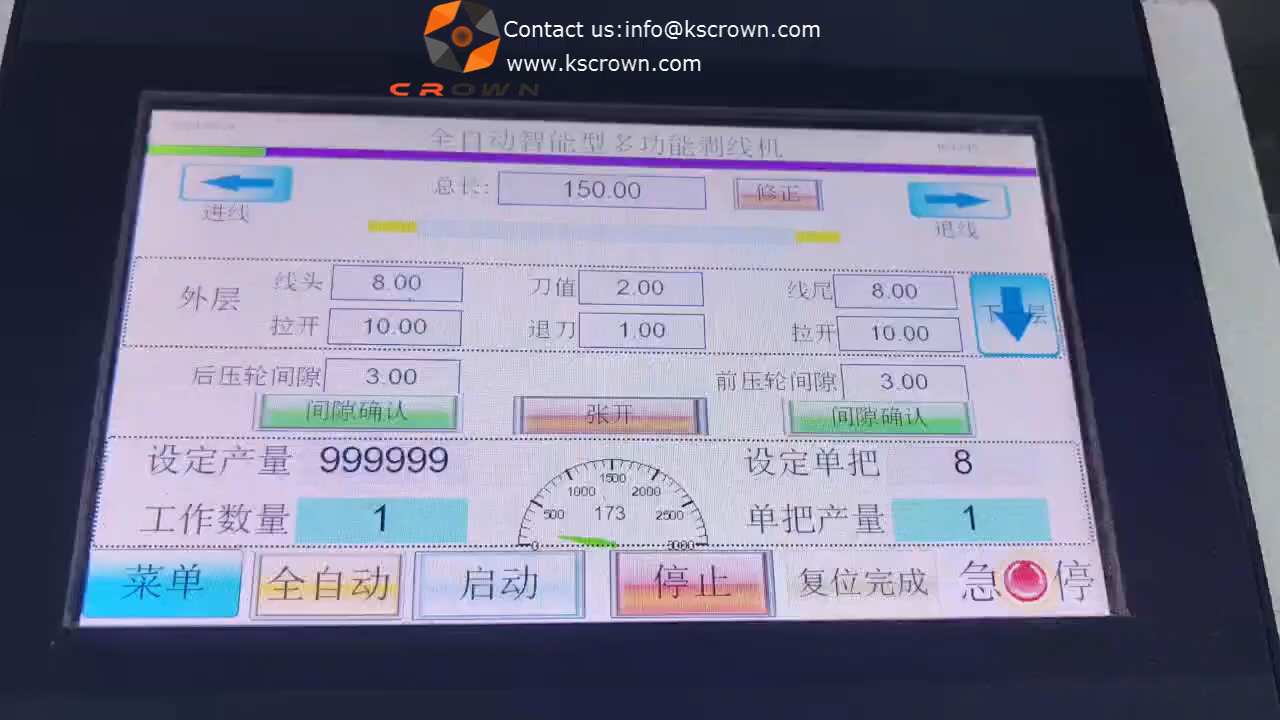 Contact us:info@kscrown.com
www.kscrown.com
CROWN
全自动智能型多功能剥线机
总长: 150.00 修正
进线 退线
外层 线头 8.00 刀值 2.00 线尾 8.00
拉开 10.00 退刀 1.00 拉开 10.00
下 层
后压轮间隙 3.00 前压轮间隙 3.00
间隙确认 张开 间隙确认
设定产量 999999 设定单把 8
0 500 1000 1500 2000 2500 3000
173
工作数量 1 单把产量 1
菜单 全自动 启动 停止 复位完成 急停